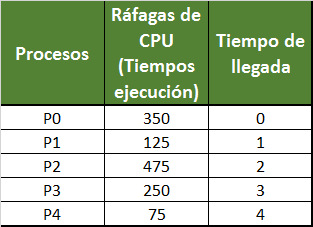 Procesos Ráfagas de CPU (Tiempos ejecución) Tiempo de llegada
P0 350 0
P1 125 1
P2 475 2
P3 250 3
P4 75 4